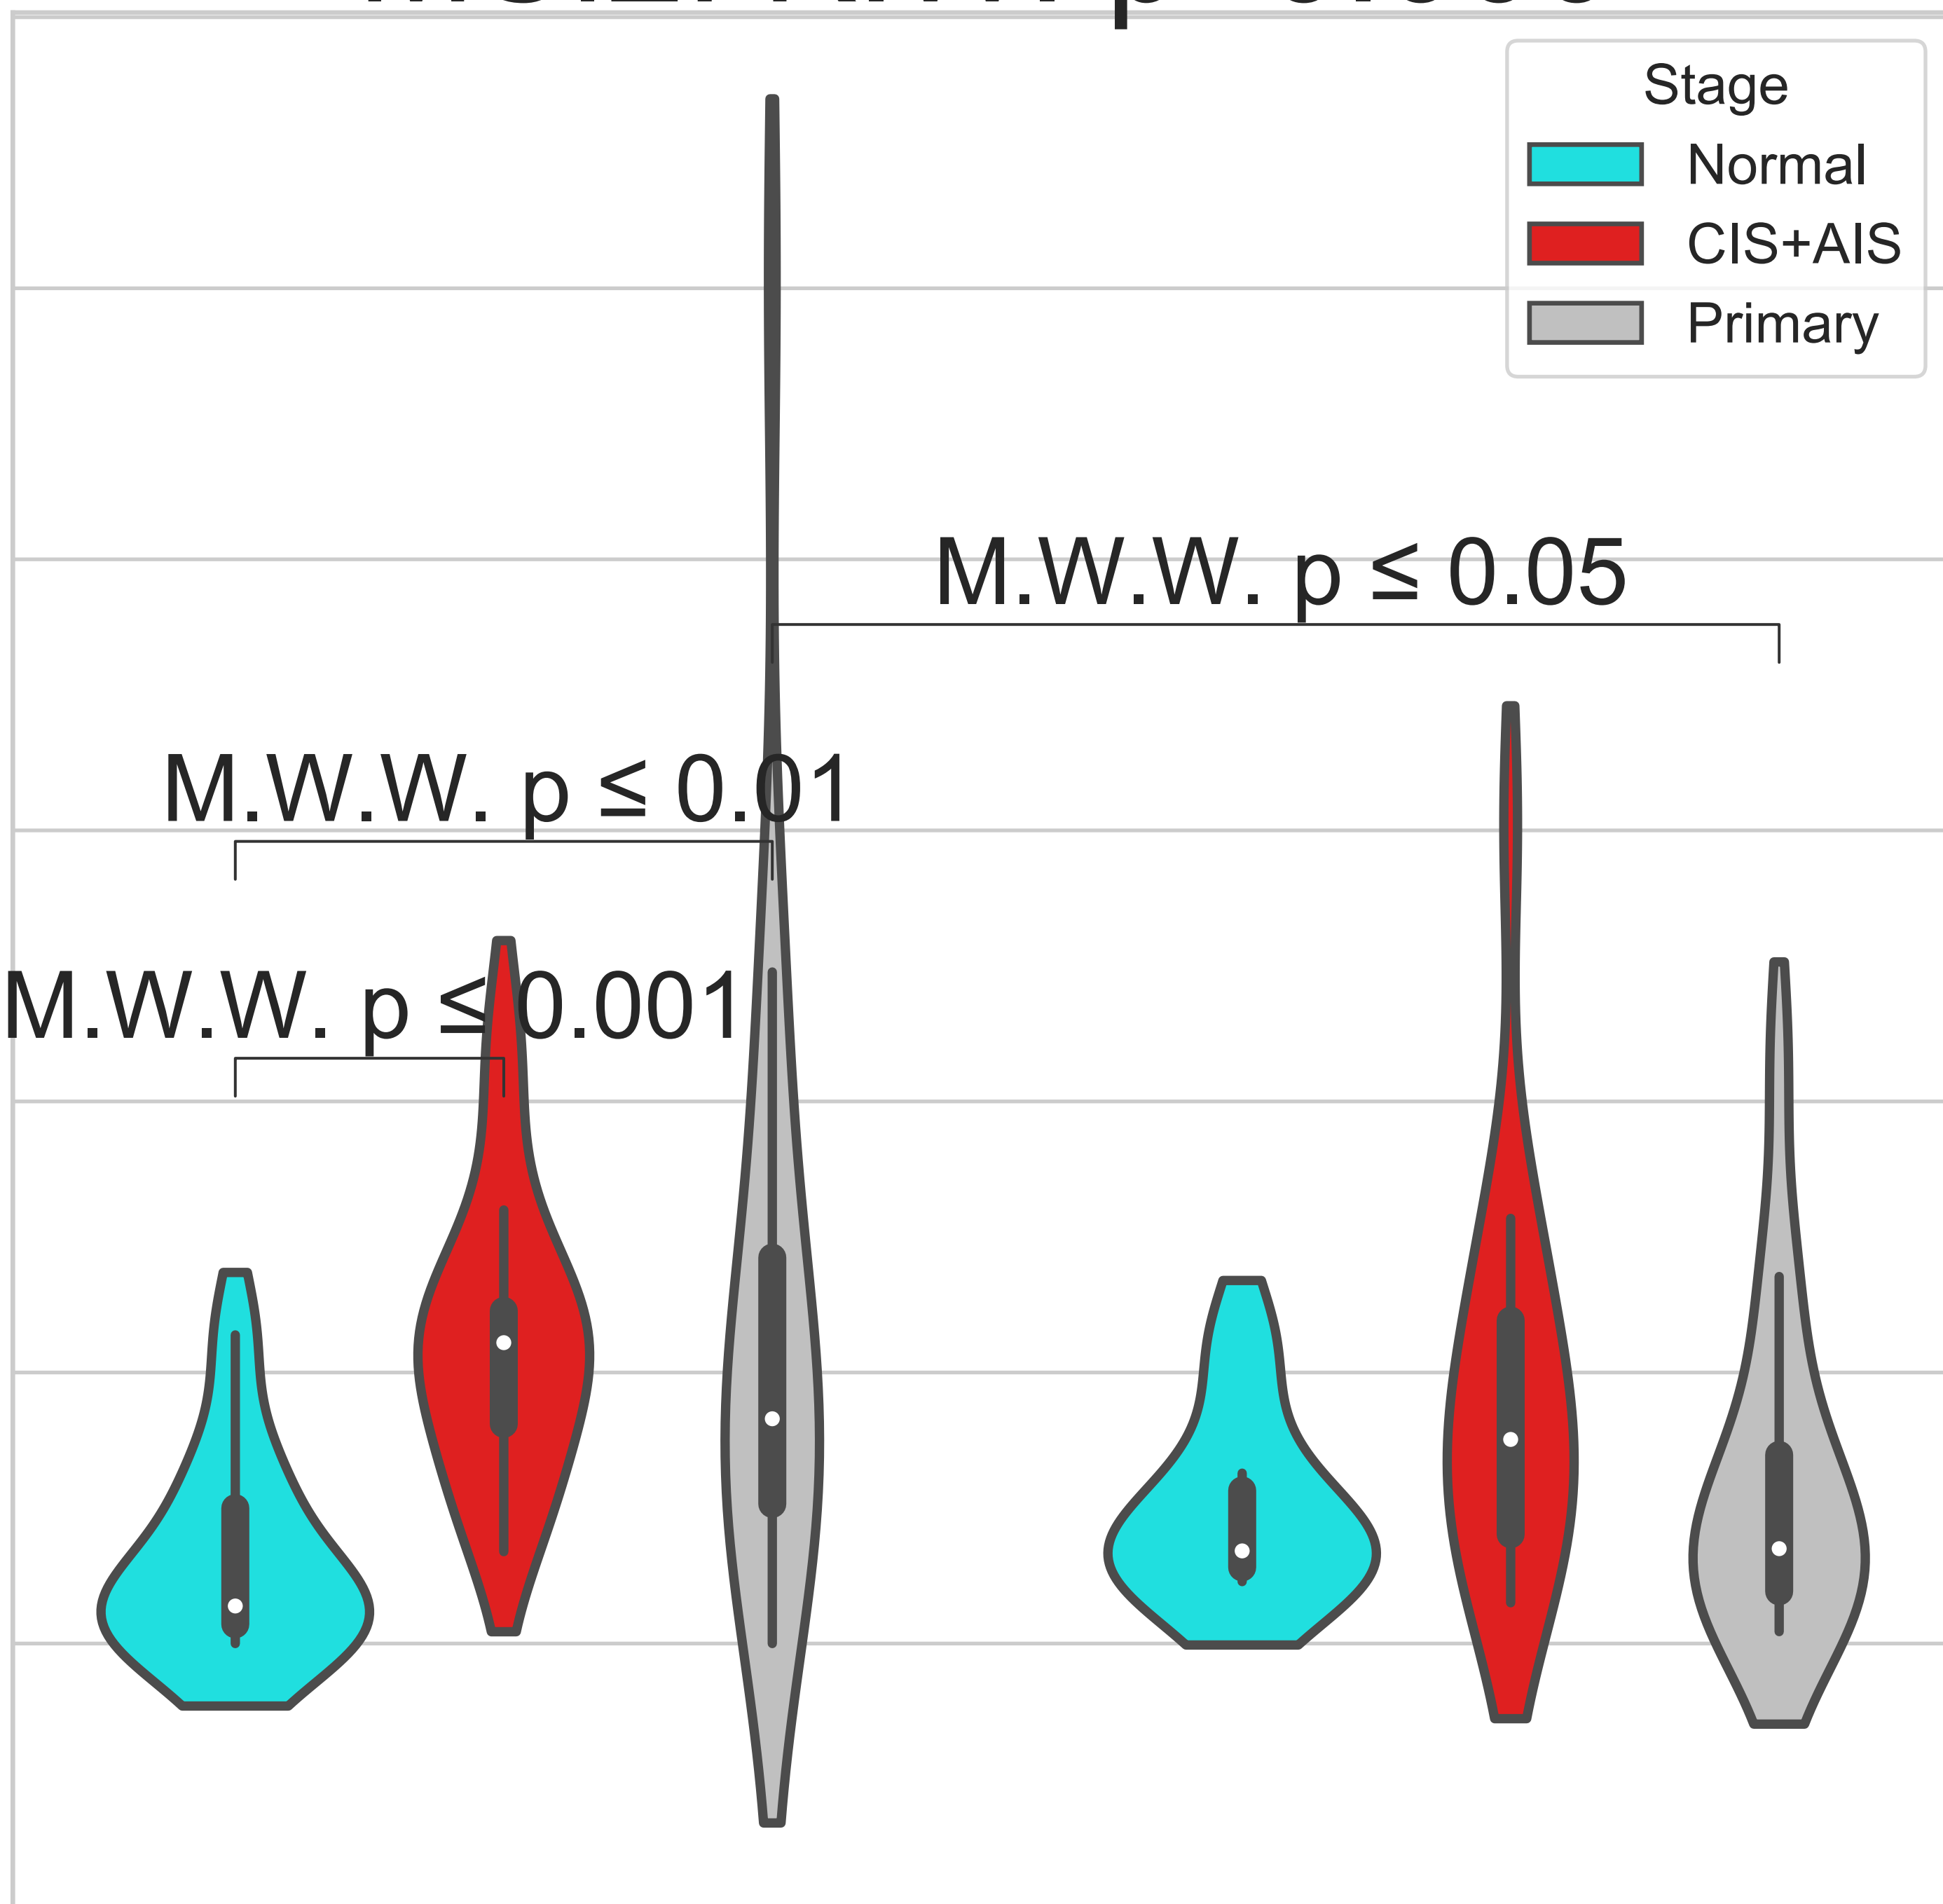 Stage
Normal
CIS+AIS
Primary
M.W.W. p ≤ 0.05
M.W.W. p ≤ 0.01
M.W.W. p ≤ 0.001